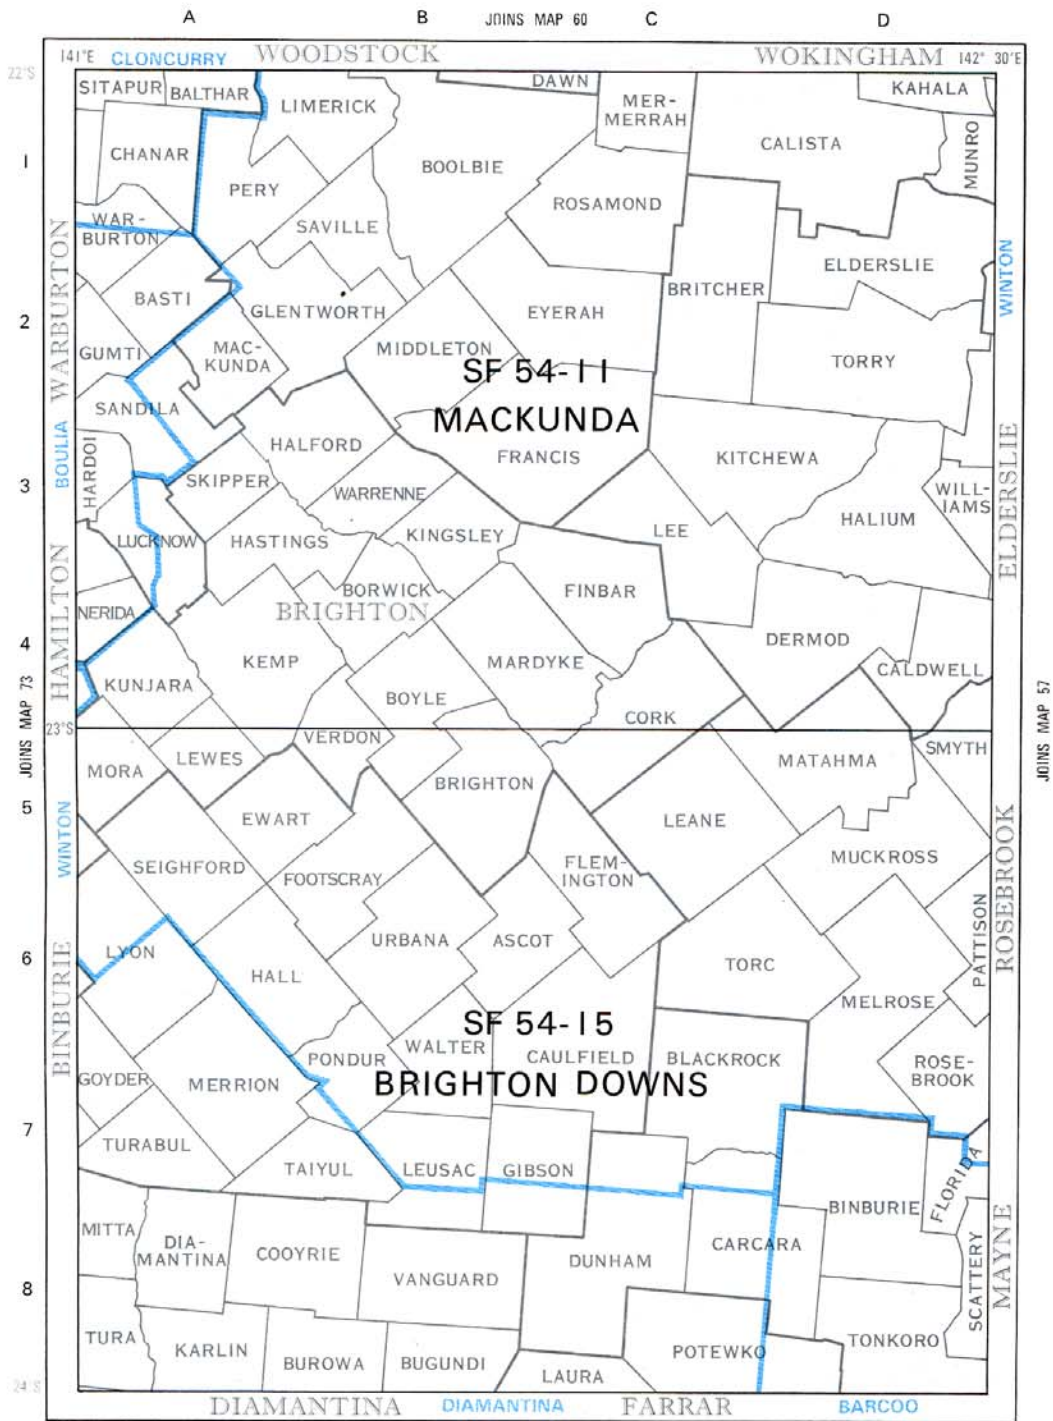 A B JOINS MAP 60 C D
141°E CLONCURRY WOODSTOCK WOKINGHAM 142° 30'E
22°S
SITAPUR BALTHAR LIMERICK DAWN MER-
MERRAH KAHALA
1 CHANAR PERY BOOLBIE CALISTA MUNRO
ROSAMOND
WAR-
BURTON SAVILLE
WARBURTON
ELDERSLIE
WINTON
BASTI GLENTWORTH EYERAH BRITCHER
2
GUMTI MAC-
KUNDA MIDDLETON TORRY
SF 54-11
MACKUNDA
SANDILA
BOULIA
HARDOI
HALFORD FRANCIS KITCHEWA
ELDERSLIE
3 SKIPPER WARRENNE WILL-
IAMS
LUCKNOW HASTINGS KINGSLEY LEE HALIUM
HAMILTON
NERIDA BORWICK FINBAR
BRIGHTON
4 KEMP MARDYKE DERMOD
CALDWELL
KUNJARA BOYLE
JOINS MAP 73
JOINS MAP 57
CORK
23°S
VERDON SMYTH
MORA LEWES BRIGHTON MATAHMA
5 EWART LEANE
WINTON
SEIGHFORD FOOTSCRAY FLEM-
INGTON MUCKROSS
ROSEBROOK
PATTISON
URBANA ASCOT
6 LYON HALL TORC
MELROSE
BINBURIE
SF 54-15
BRIGHTON DOWNS
PONDUR WALTER CAULFIELD BLACKROCK ROSE-
BROOK
GOYDER MERRION
7
TURABUL
TAIYUL LEUSAC GIBSON FLORIDA
BINBURIE
MITTA DIA-
MANTINA COOYRIE DUNHAM CARCARA
MAYNE
SCATTERY
8 VANGUARD
TURA KARLIN BUROWA BUGUNDI LAURA POTEWKO TONKORO
24°S
DIAMANTINA DIAMANTINA FARRAR BARCOO